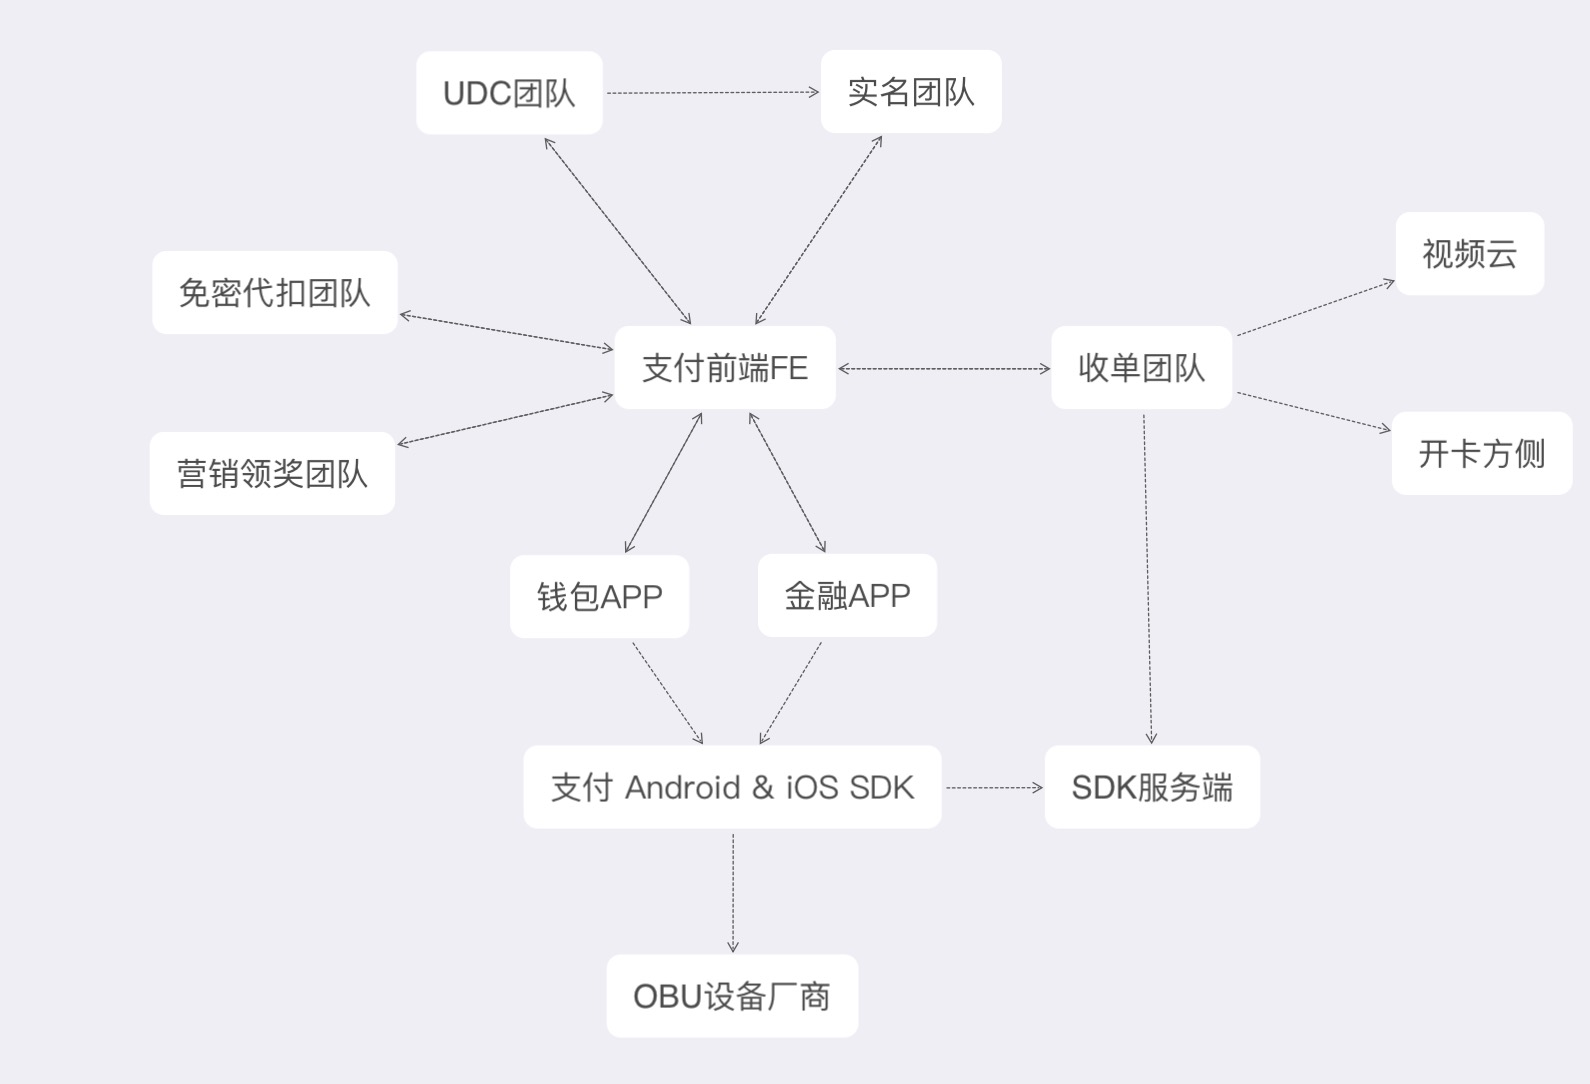 UDC团队
实名团队
视频云
免密代扣团队
支付前端FE
收单团队
开卡方侧
营销领奖团队
钱包APP
金融APP
支付 Android & iOS SDK
SDK服务端
OBU设备厂商